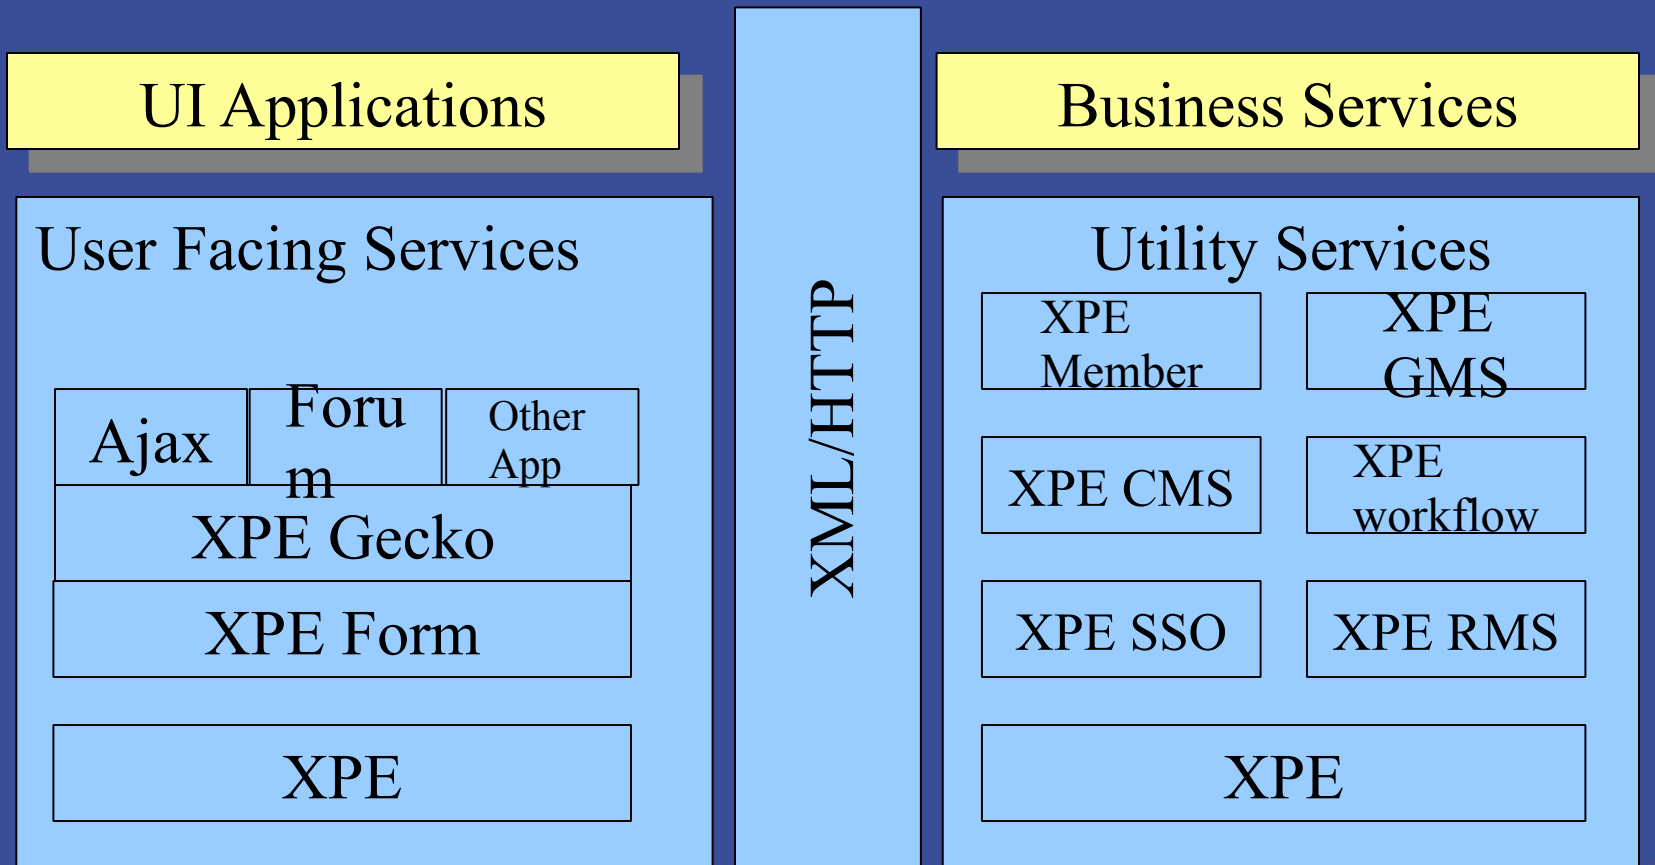 UI Applications
User Facing Services
Ajax
Foru
m
Other
App
XPE Gecko
XPE Form
XPE
XML/HTTP
Business Services
Utility Services
XPE
Member
XPE
GMS
XPE CMS
XPE
workflow
XPE SSO
XPE RMS
XPE